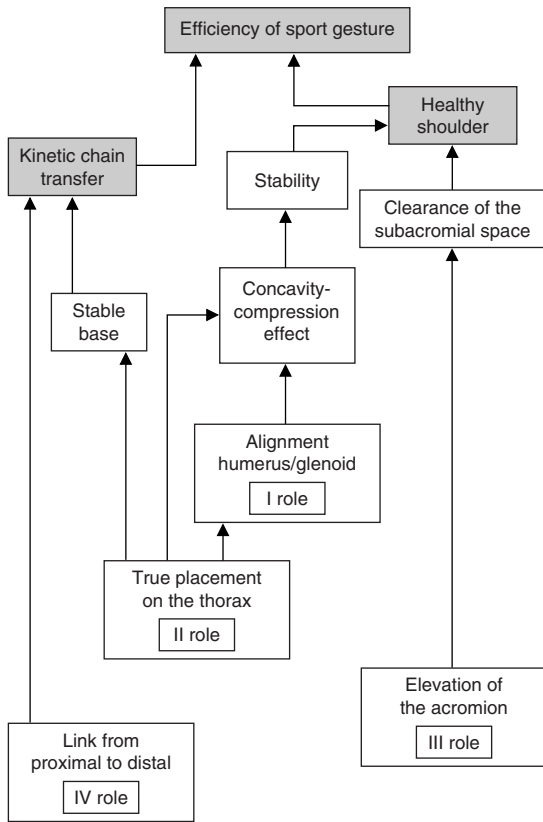 Efficiency of sport gesture
Healthy
shoulder
Kinetic chain
transfer
Stability
Clearance of the
subacromial space
Concavity-
compression
effect
Stable
base
Alignment
humerus/glenoid
I role
True placement
on the thorax
II role
Elevation of
the acromion
III role
Link from
proximal to distal
IV role